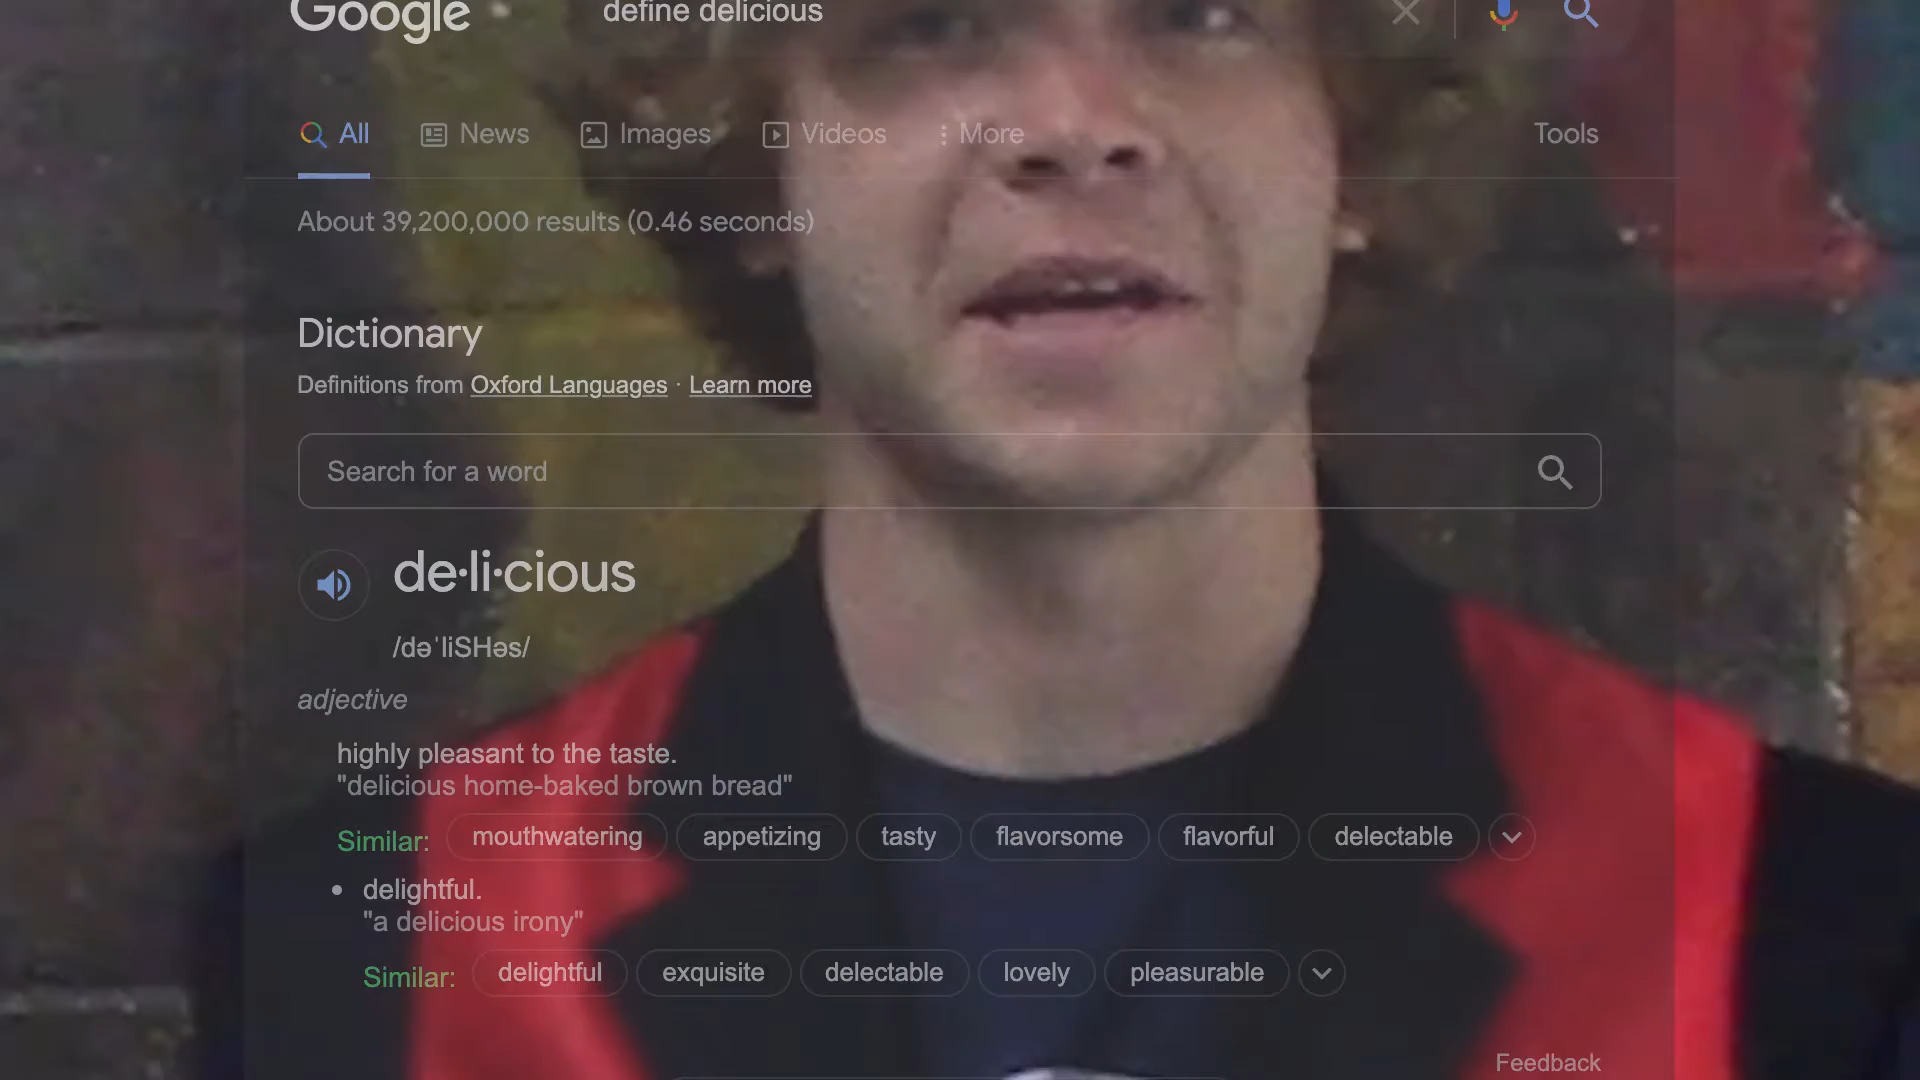 Google define delicious
All News Images Videos More Tools
About 39,200,000 results (0.46 seconds)
Dictionary
Definitions from Oxford Languages · Learn more
Search for a word
de·li·cious
/dəˈliSHəs/
adjective
highly pleasant to the taste.
"delicious home-baked brown bread"
Similar: mouthwatering appetizing tasty flavorsome flavorful delectable
• delightful.
"a delicious irony"
Similar: delightful exquisite delectable lovely pleasurable
Feedback